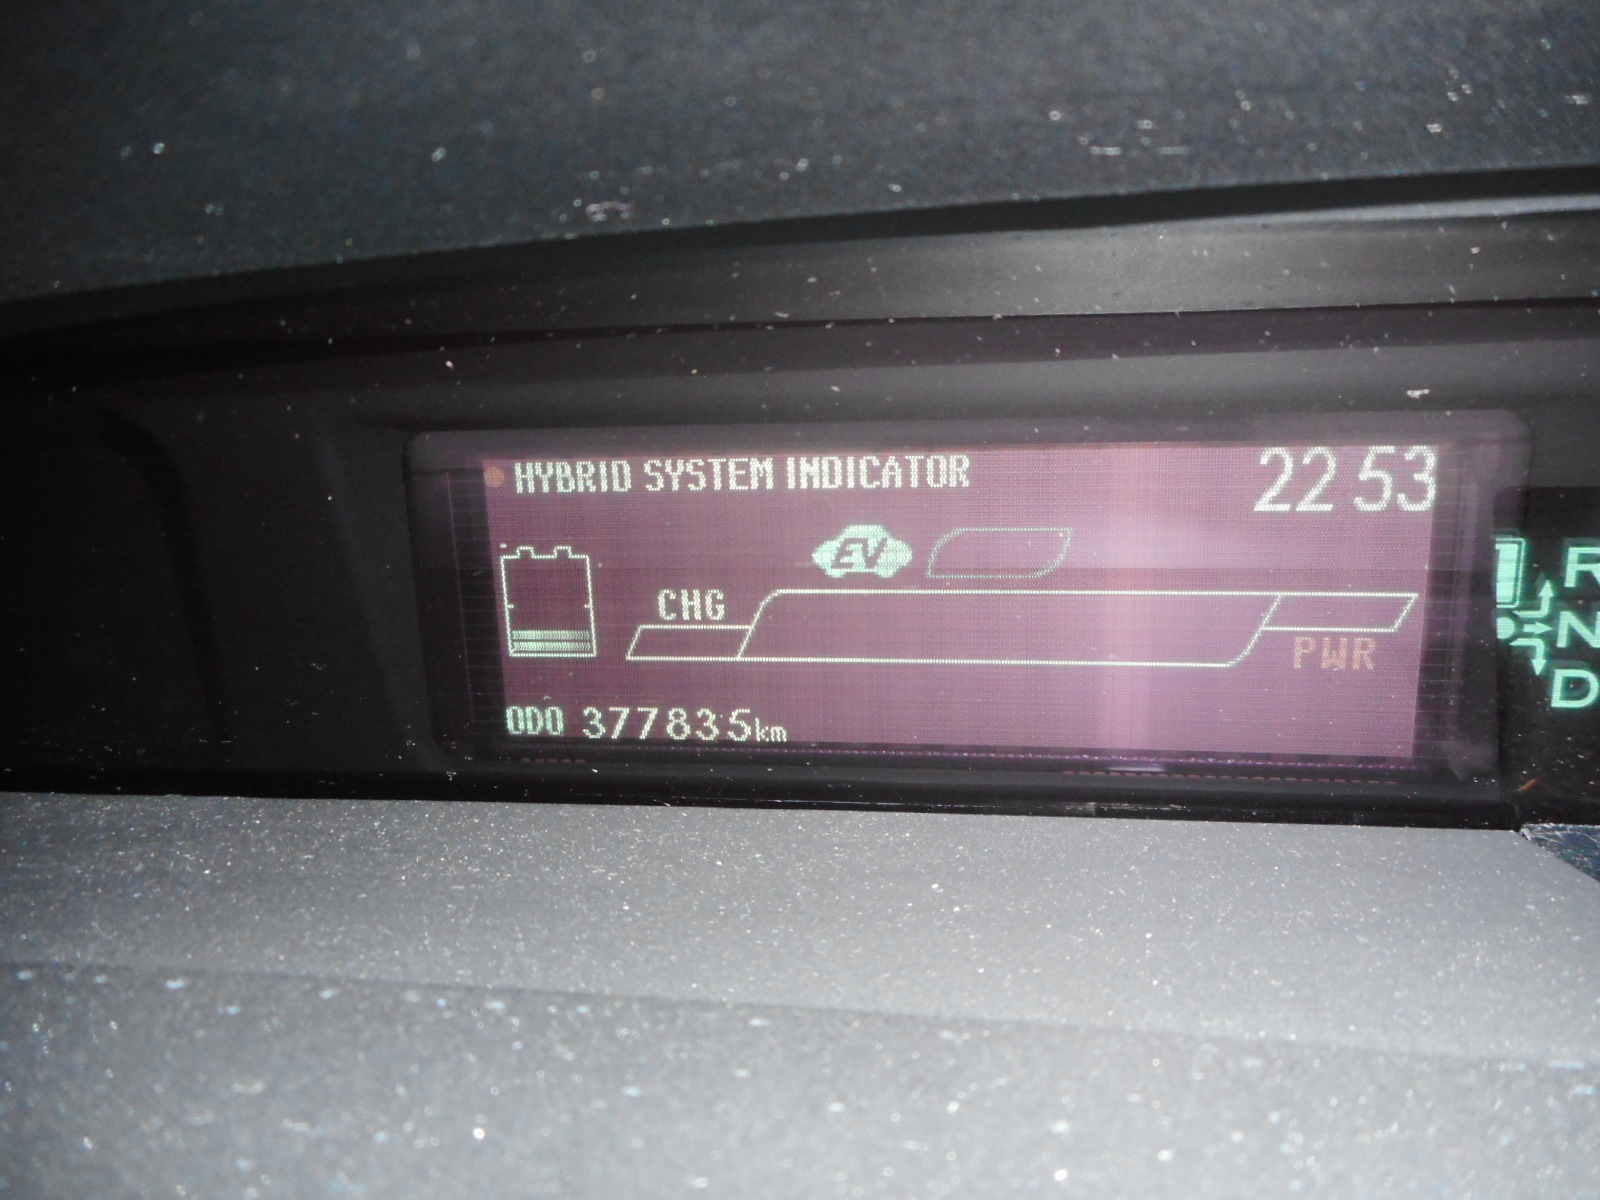 HYBRID SYSTEM INDICATOR
22 53
EV
CHG
PWR
ODO 377835km
R
N
D